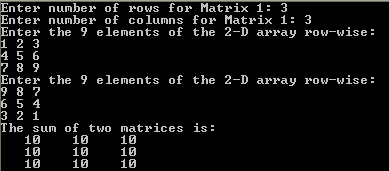 Enter number of rows for Matrix 1: 3
Enter number of columns for Matrix 1: 3
Enter the 9 elements of the 2-D array row-wise:
1 2 3
4 5 6
7 8 9
Enter the 9 elements of the 2-D array row-wise:
9 8 7
6 5 4
3 2 1
The sum of two matrices is:
10 10 10
10 10 10
10 10 10